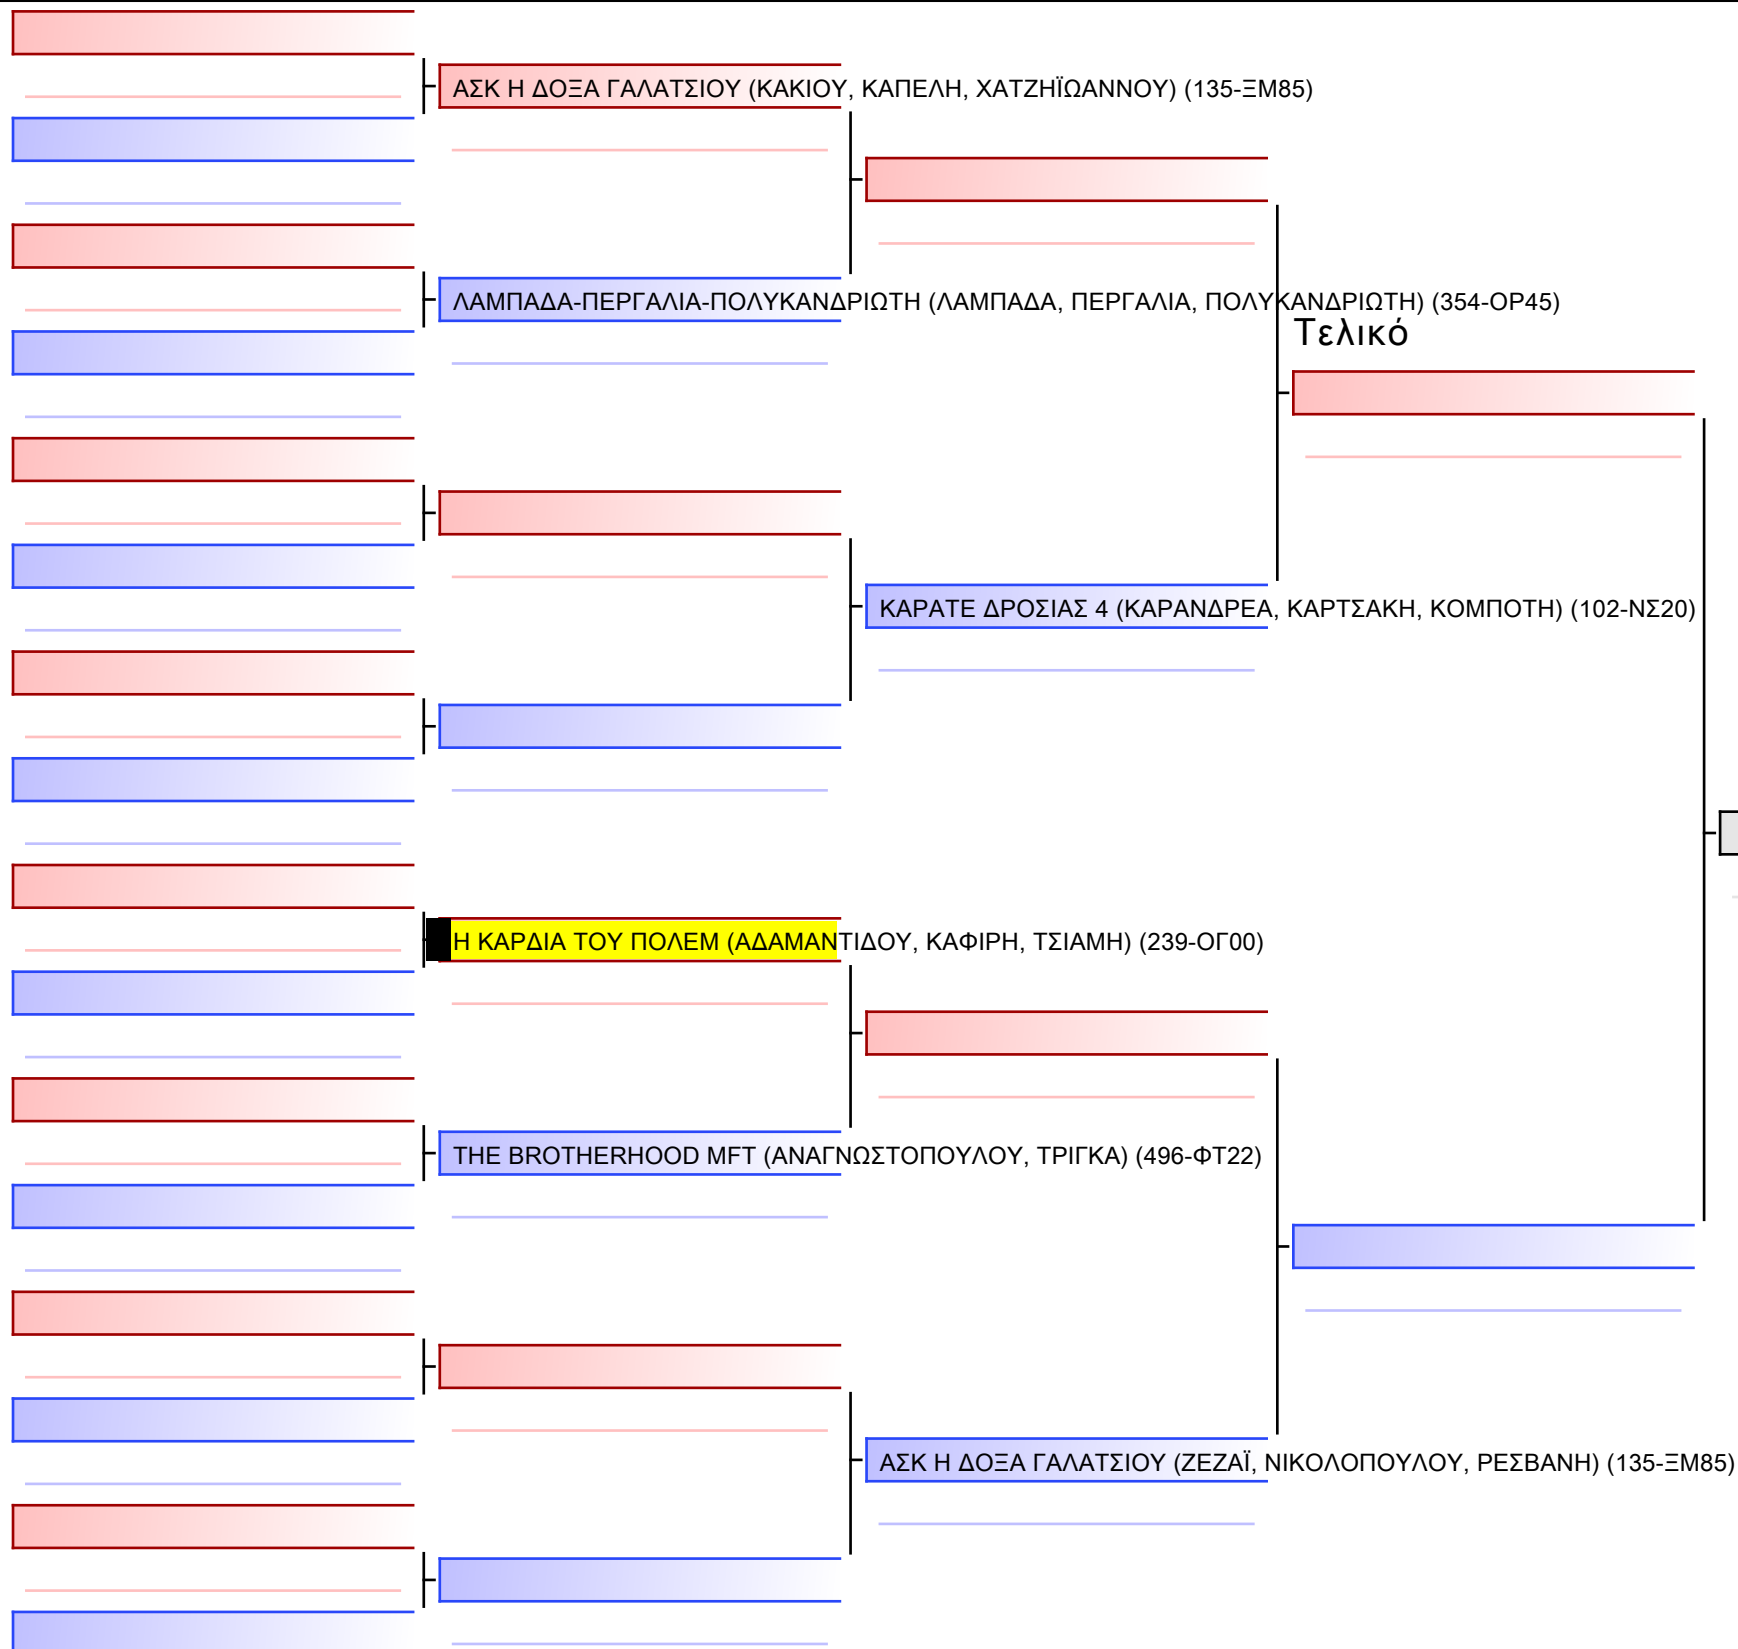 ΑΣΚ Η ΔΟΞΑ ΓΑΛΑΤΣΙΟΥ (ΚΑΚΙΟΥ, ΚΑΠΕΛΗ, ΧΑΤΖΗΪΩΑΝΝΟΥ) (135-ΞΜ85)
ΛΑΜΠΑΔΑ-ΠΕΡΓΑΛΙΑ-ΠΟΛΥΚΑΝΔΡΙΩΤΗ (ΛΑΜΠΑΔΑ, ΠΕΡΓΑΛΙΑ, ΠΟΛΥΚΑΝΔΡΙΩΤΗ) (354-ΟΡ45)
Τελικό
ΚΑΡΑΤΕ ΔΡΟΣΙΑΣ 4 (ΚΑΡΑΝΔΡΕΑ, ΚΑΡΤΣΑΚΗ, ΚΟΜΠΟΤΗ) (102-ΝΣ20)
Η ΚΑΡΔΙΑ ΤΟΥ ΠΟΛΕΜ (ΑΔΑΜΑΝΤΙΔΟΥ, ΚΑΦΙΡΗ, ΤΣΙΑΜΗ) (239-ΟΓ00)
THE BROTHERHOOD MFT (ΑΝΑΓΝΩΣΤΟΠΟΥΛΟΥ, ΤΡΙΓΚΑ) (496-ΦΤ22)
ΑΣΚ Η ΔΟΞΑ ΓΑΛΑΤΣΙΟΥ (ΖΕΖΑΪ, ΝΙΚΟΛΟΠΟΥΛΟΥ, ΡΕΣΒΑΝΗ) (135-ΞΜ85)